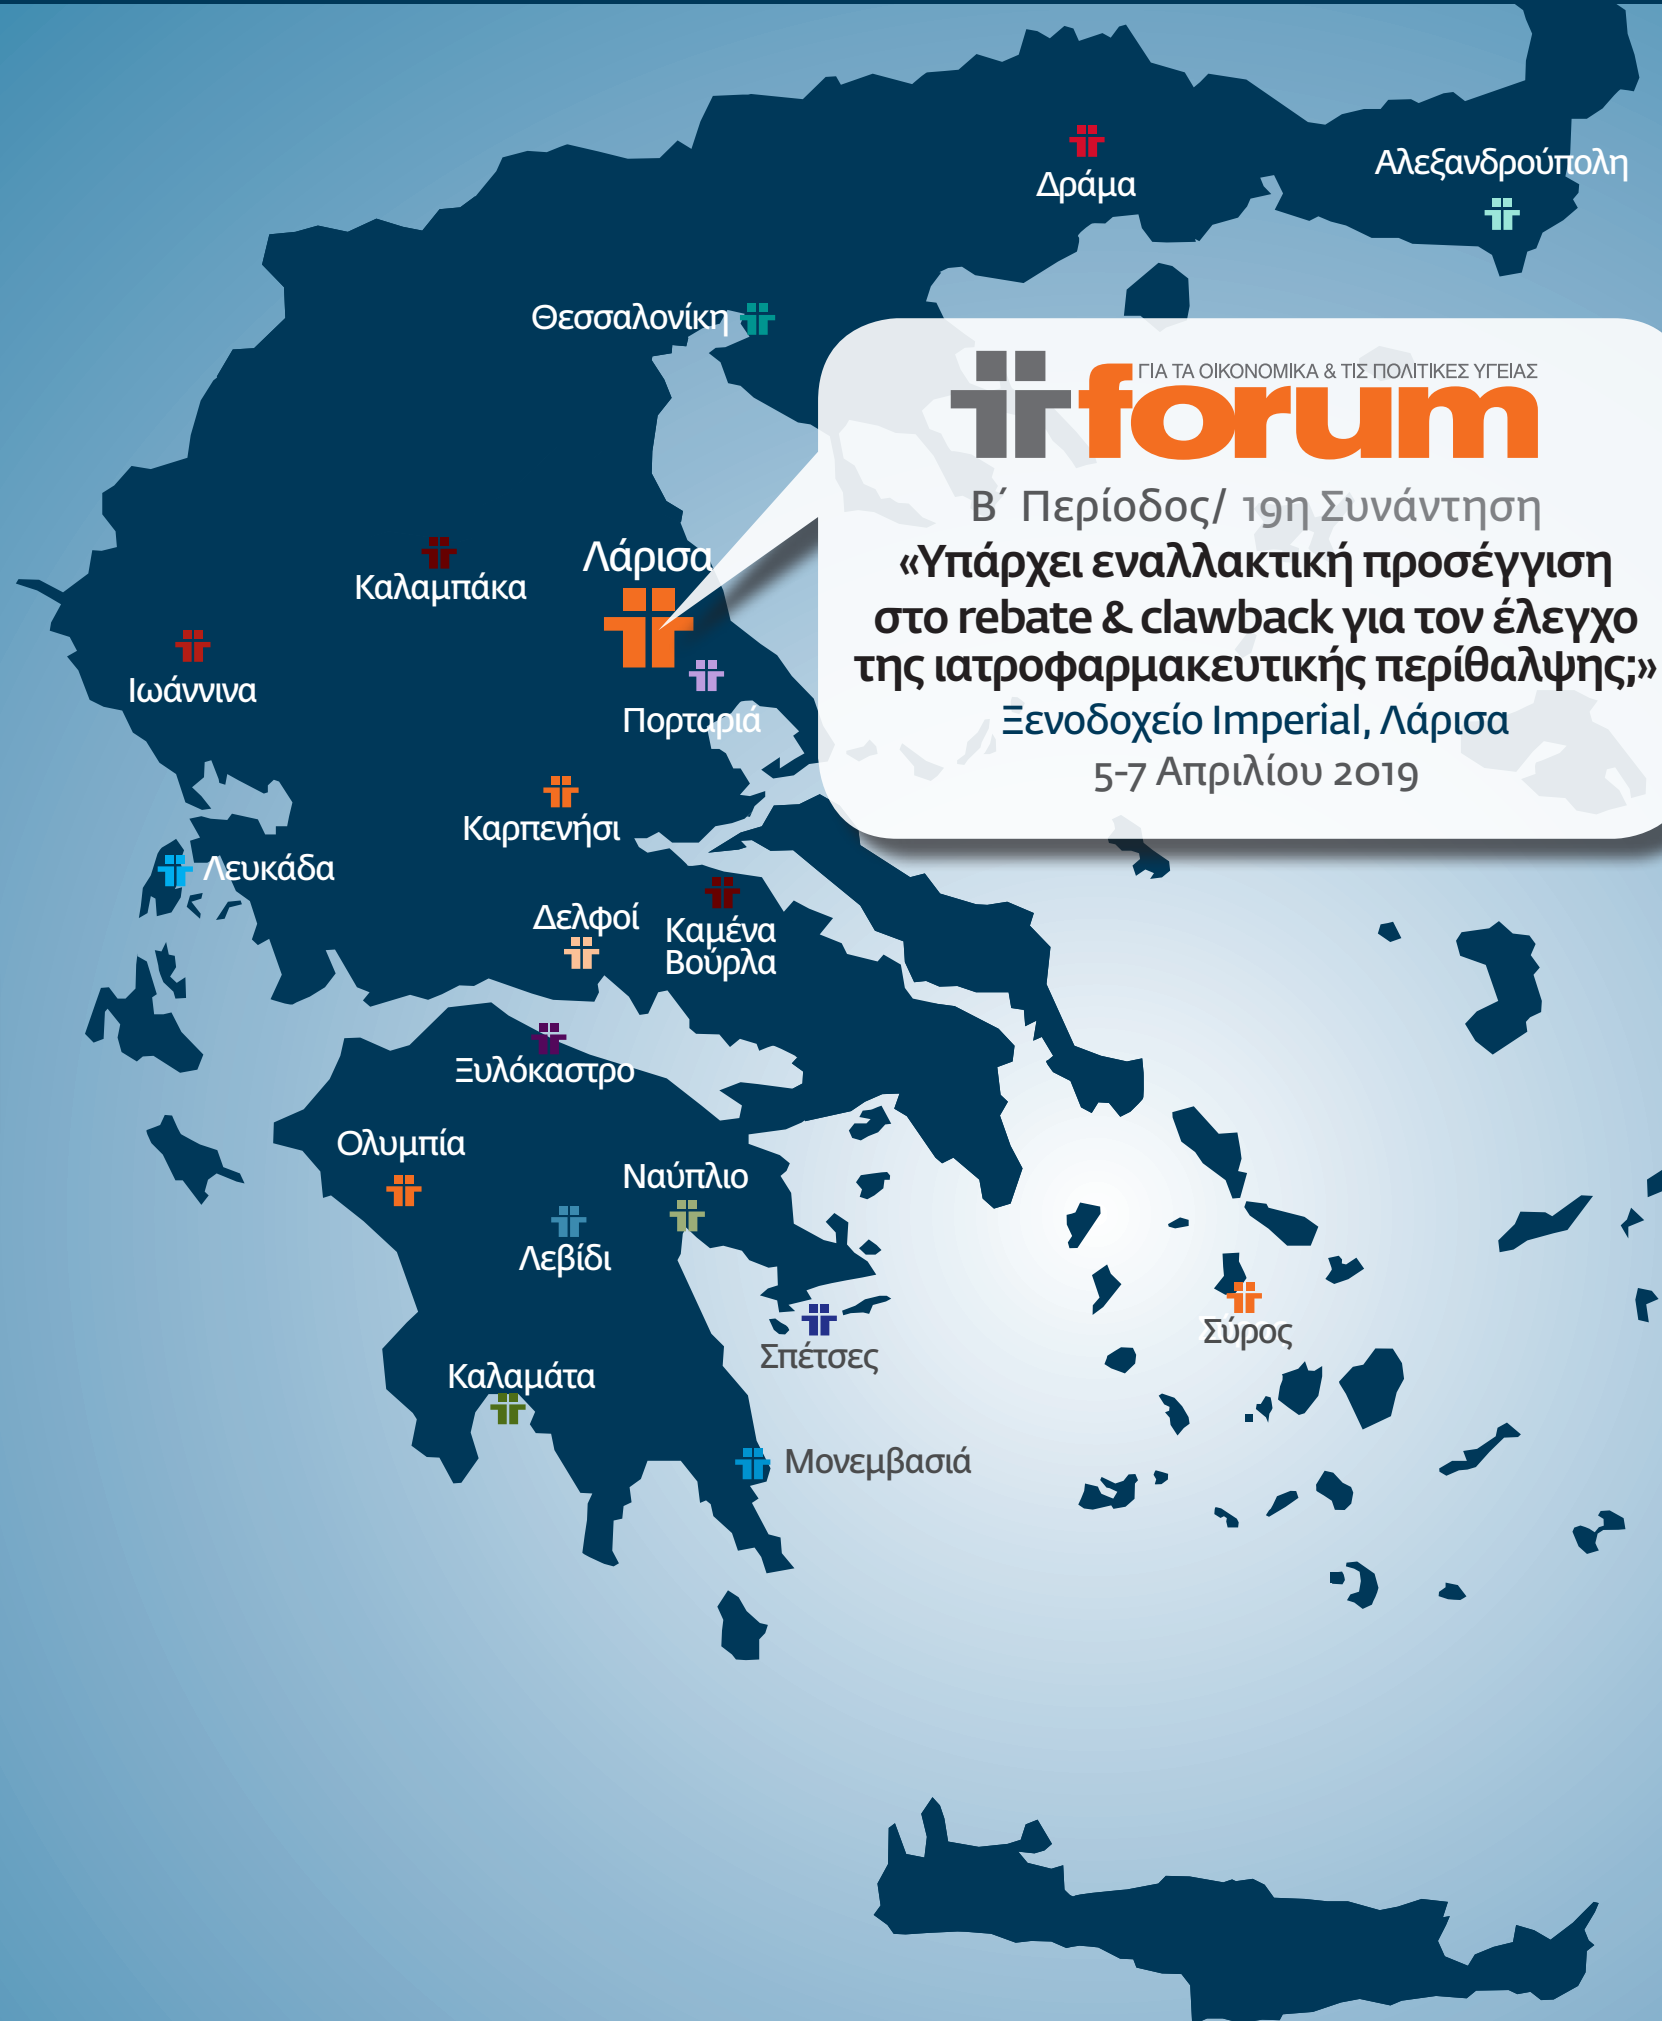 Δράμα
Αλεξανδρούπολη
Θεσσαλονίκη
ΓΙΑ ΤΑ ΟΙΚΟΝΟΜΙΚΑ & ΤΙΣ ΠΟΛΙΤΙΚΕΣ ΥΓΕΙΑΣ
forum
Β΄ Περίοδος/ 19η Συνάντηση
«Υπάρχει εναλλακτική προσέγγιση
στο rebate & clawback για τον έλεγχο
της ιατροφαρμακευτικής περίθαλψης;»
Ξενοδοχείο Imperial, Λάρισα
5-7 Απριλίου 2019
Λάρισα
Καλαμπάκα
Ιωάννινα
Πορταριά
Καρπενήσι
Λευκάδα
Δελφοί
Καμένα
Βούρλα
Ξυλόκαστρο
Ολυμπία
Ναύπλιο
Λεβίδι
Σπέτσες
Σύρος
Καλαμάτα
Μονεμβασιά